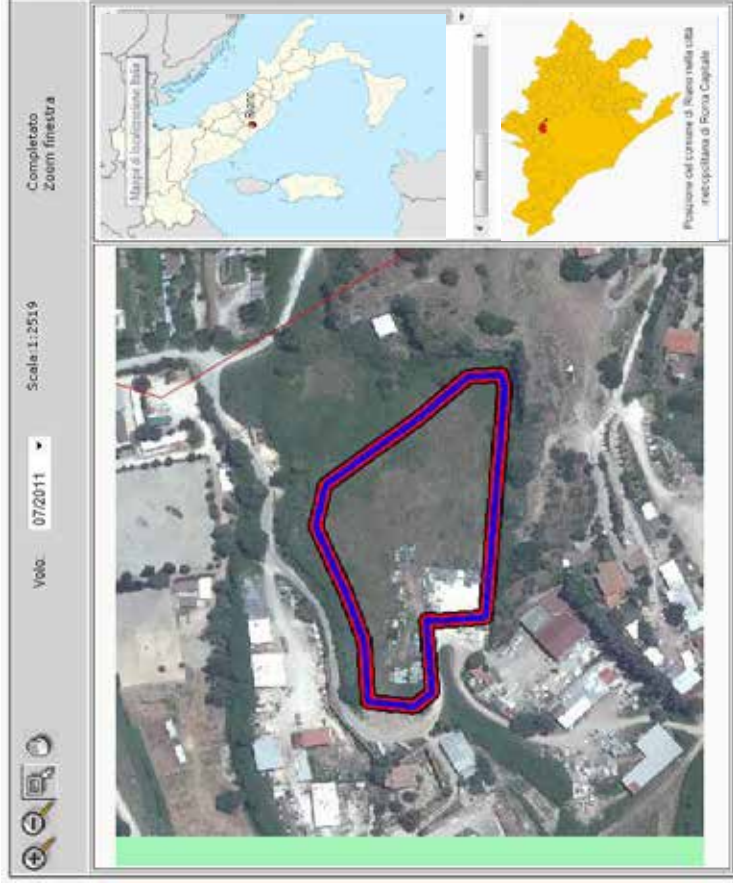 Volo:
07/2011
Scala:1:2519
Completato
Zoom finestra
Mappa di localizzazione: Italia
Riano
Posizione del comune di Riano nella città
metropolitana di Roma Capitale